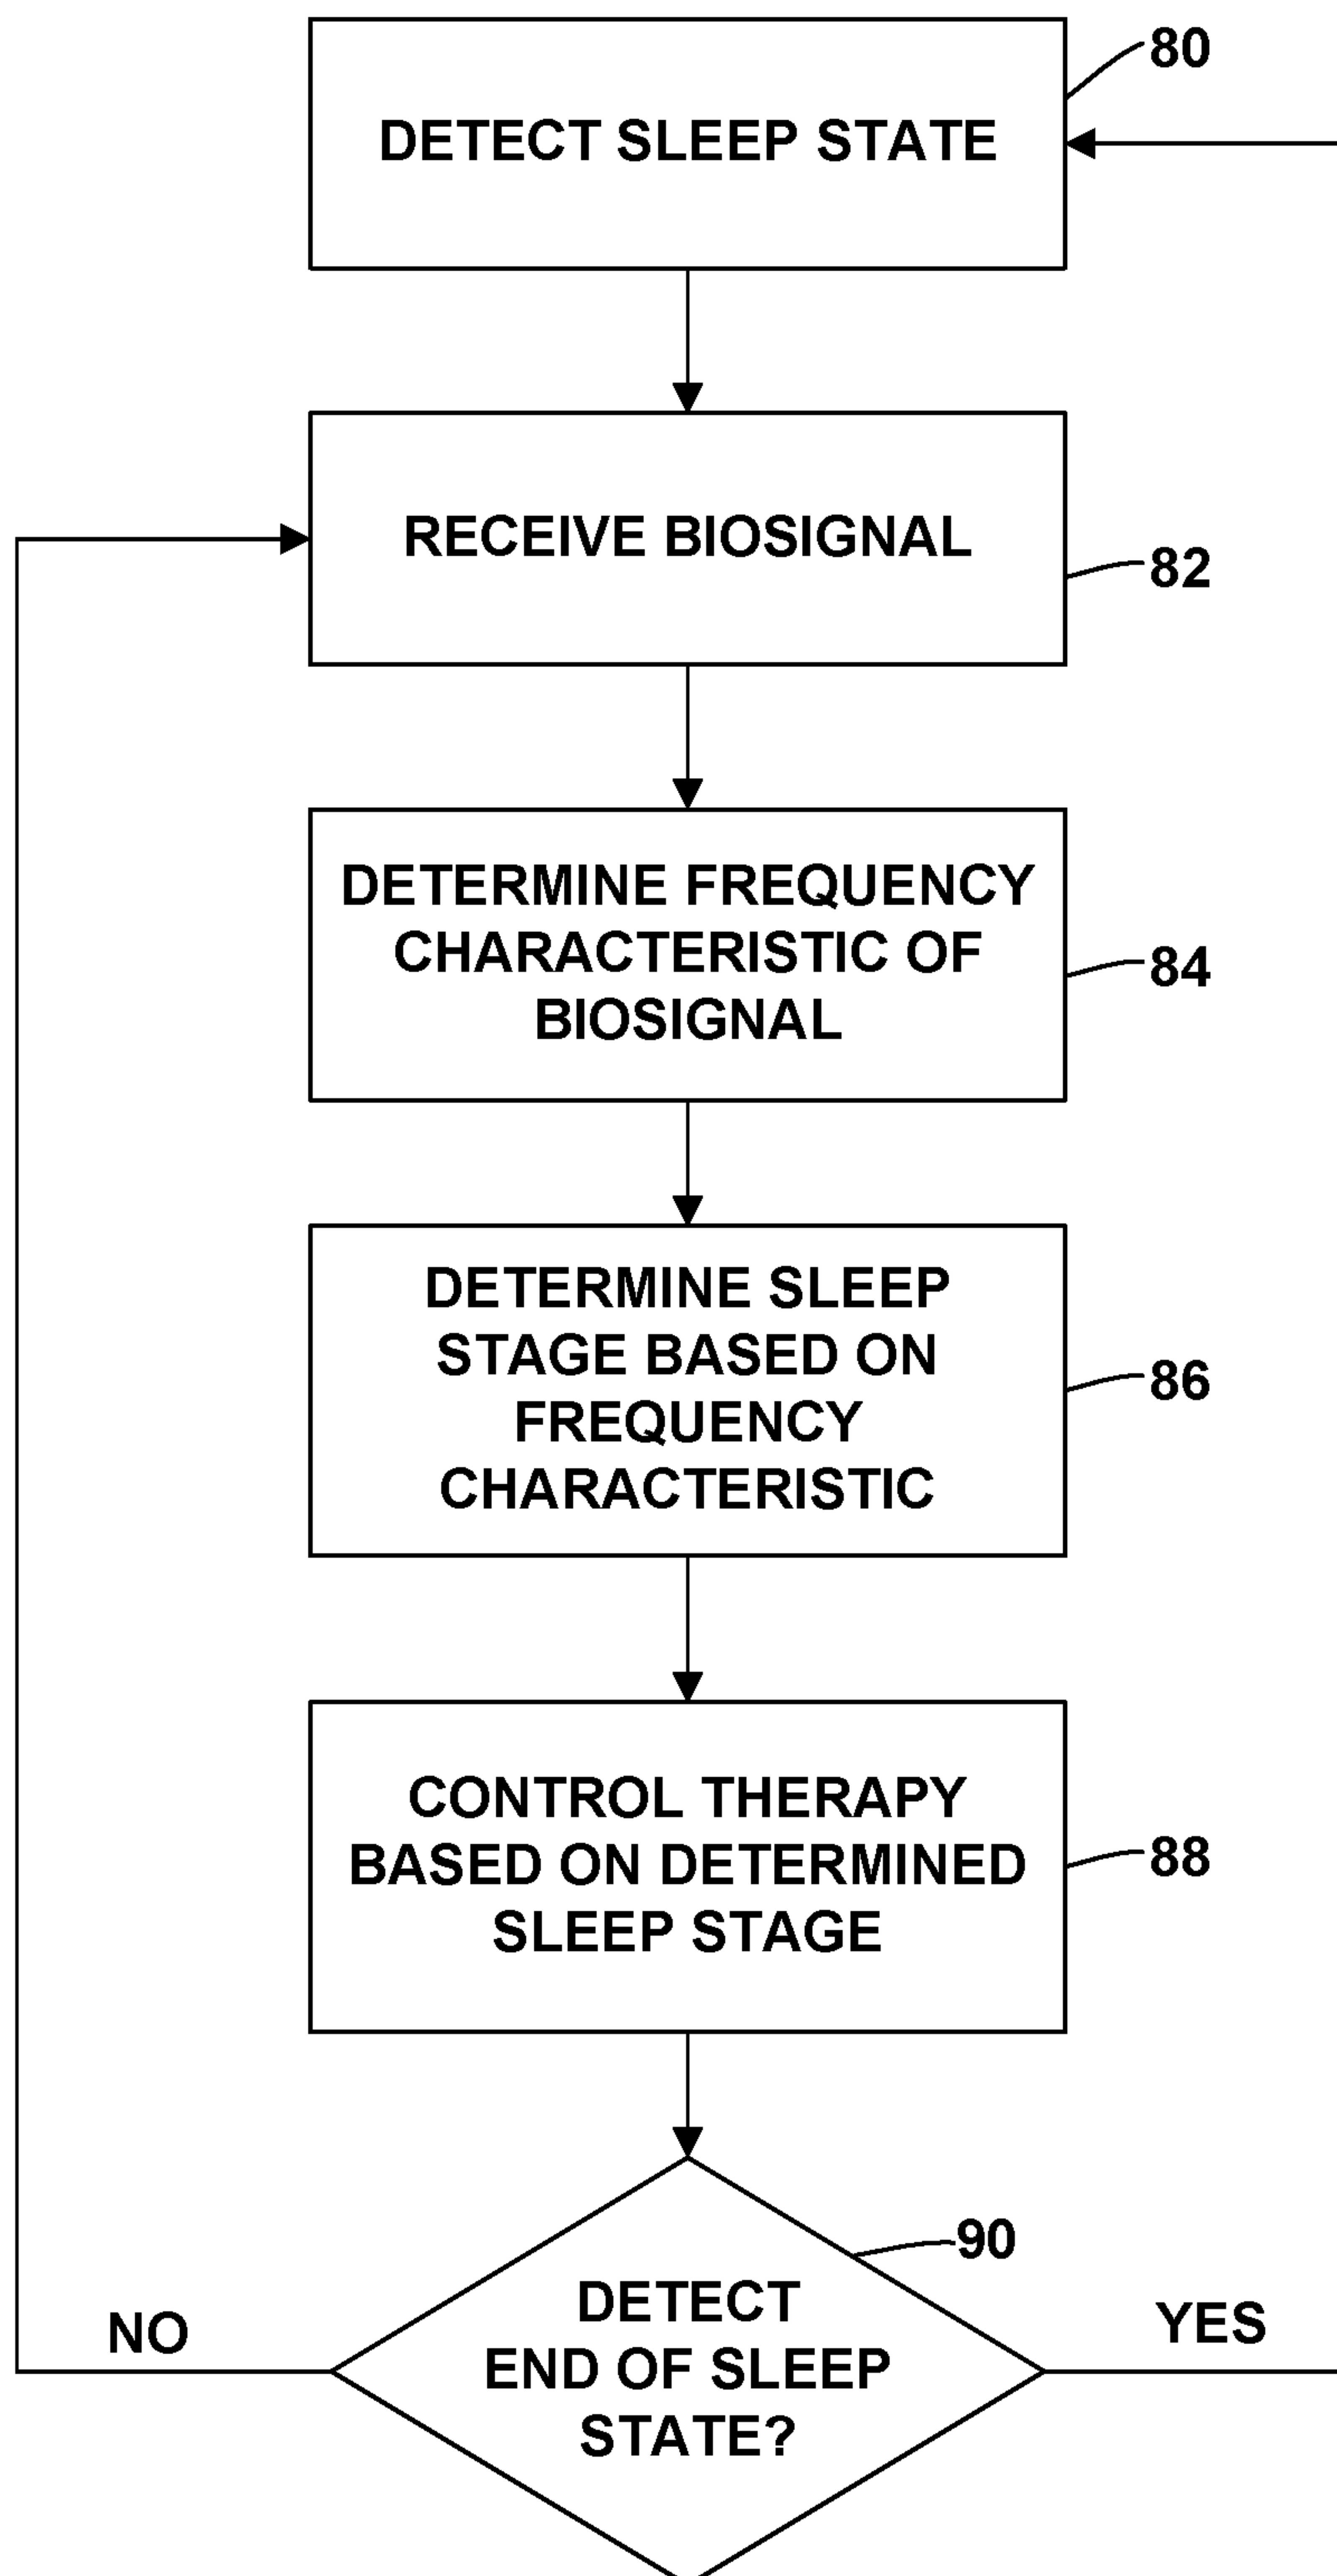 80
DETECT SLEEP STATE
RECEIVE BIOSIGNAL
82
DETERMINE FREQUENCY
CHARACTERISTIC OF
BIOSIGNAL
84
DETERMINE SLEEP
STAGE BASED ON
FREQUENCY
CHARACTERISTIC
86
CONTROL THERAPY
BASED ON DETERMINED
SLEEP STAGE
88
90
DETECT
END OF SLEEP
STATE?
NO
YES